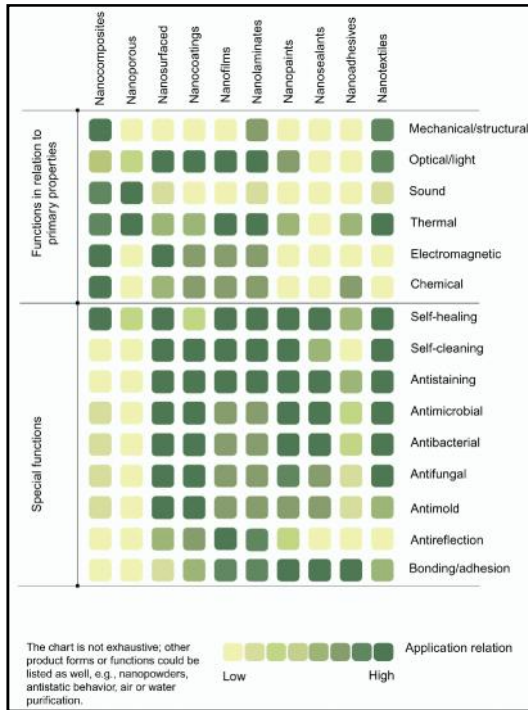 Nanocomposites
Nanoporous
Nanosurfaced
Nanocoatings
Nanofilms
Nanolaminates
Nanopaints
Nanosealants
Nanoadhesives
Nanotextiles
Functions in relation to
primary properties
Mechanical/structural
Optical/light
Sound
Thermal
Electromagnetic
Chemical
Special functions
Self-healing
Self-cleaning
Antistaining
Antimicrobial
Antibacterial
Antifungal
Antimold
Antireflection
Bonding/adhesion
The chart is not exhaustive; other
product forms or functions could be
listed as well, e.g., nanopowders,
antistatic behavior, air or water
purification.
Application relation
Low
High